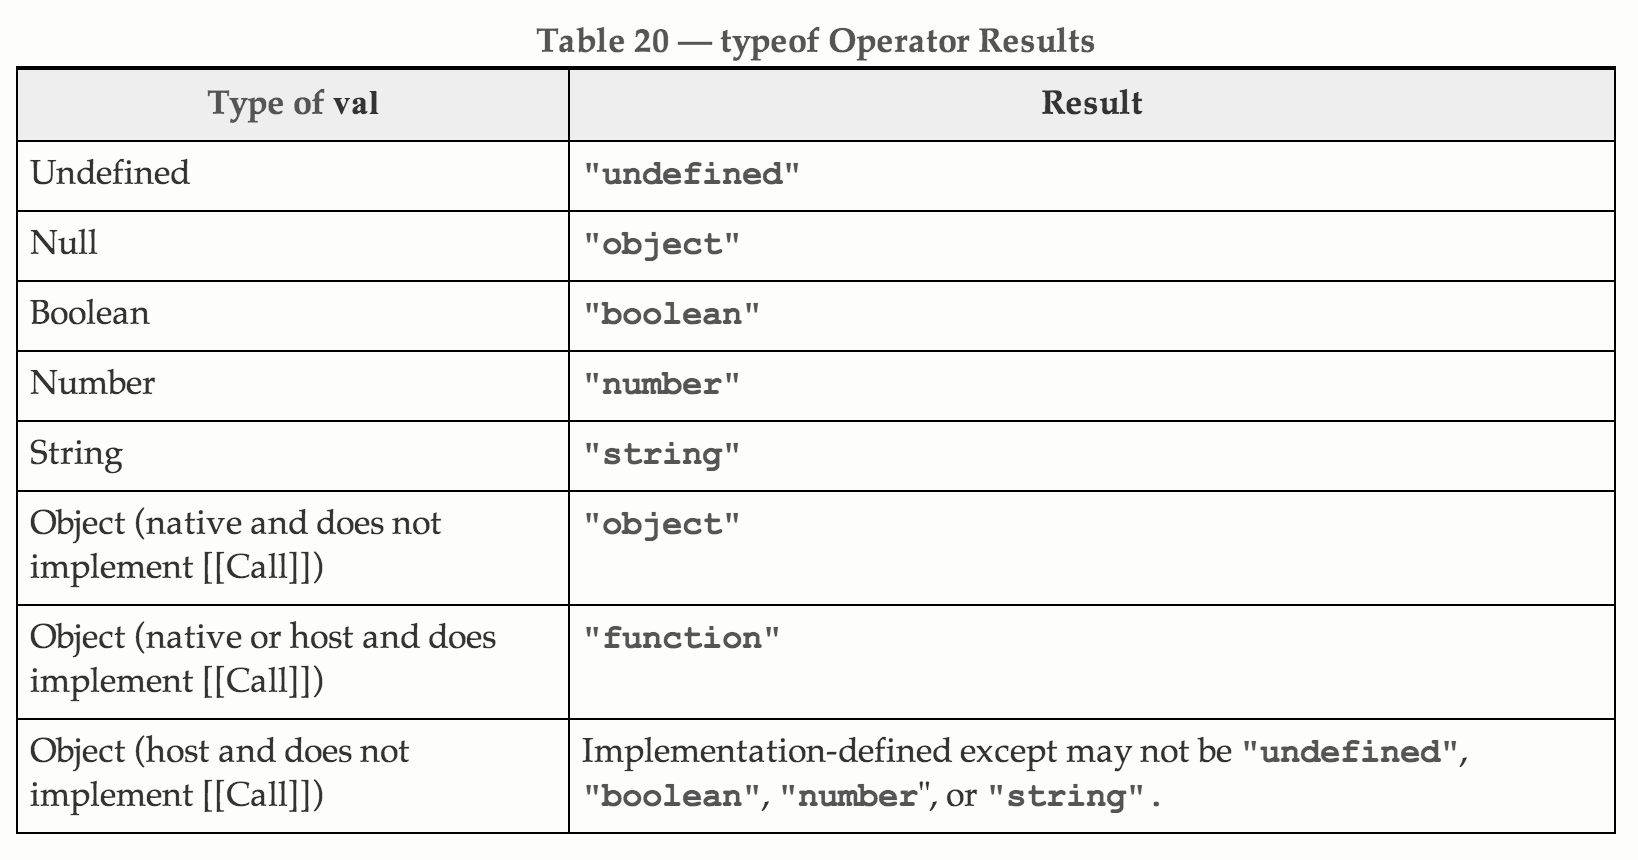 Table 20 — typeof Operator Results
Type of val
Result
Undefined
"undefined"
Null
"object"
Boolean
"boolean"
Number
"number"
String
"string"
Object (native and does not
implement [[Call]])
"object"
Object (native or host and does
implement [[Call]])
"function"
Object (host and does not
implement [[Call]])
Implementation-defined except may not be "undefined",
"boolean", "number", or "string".